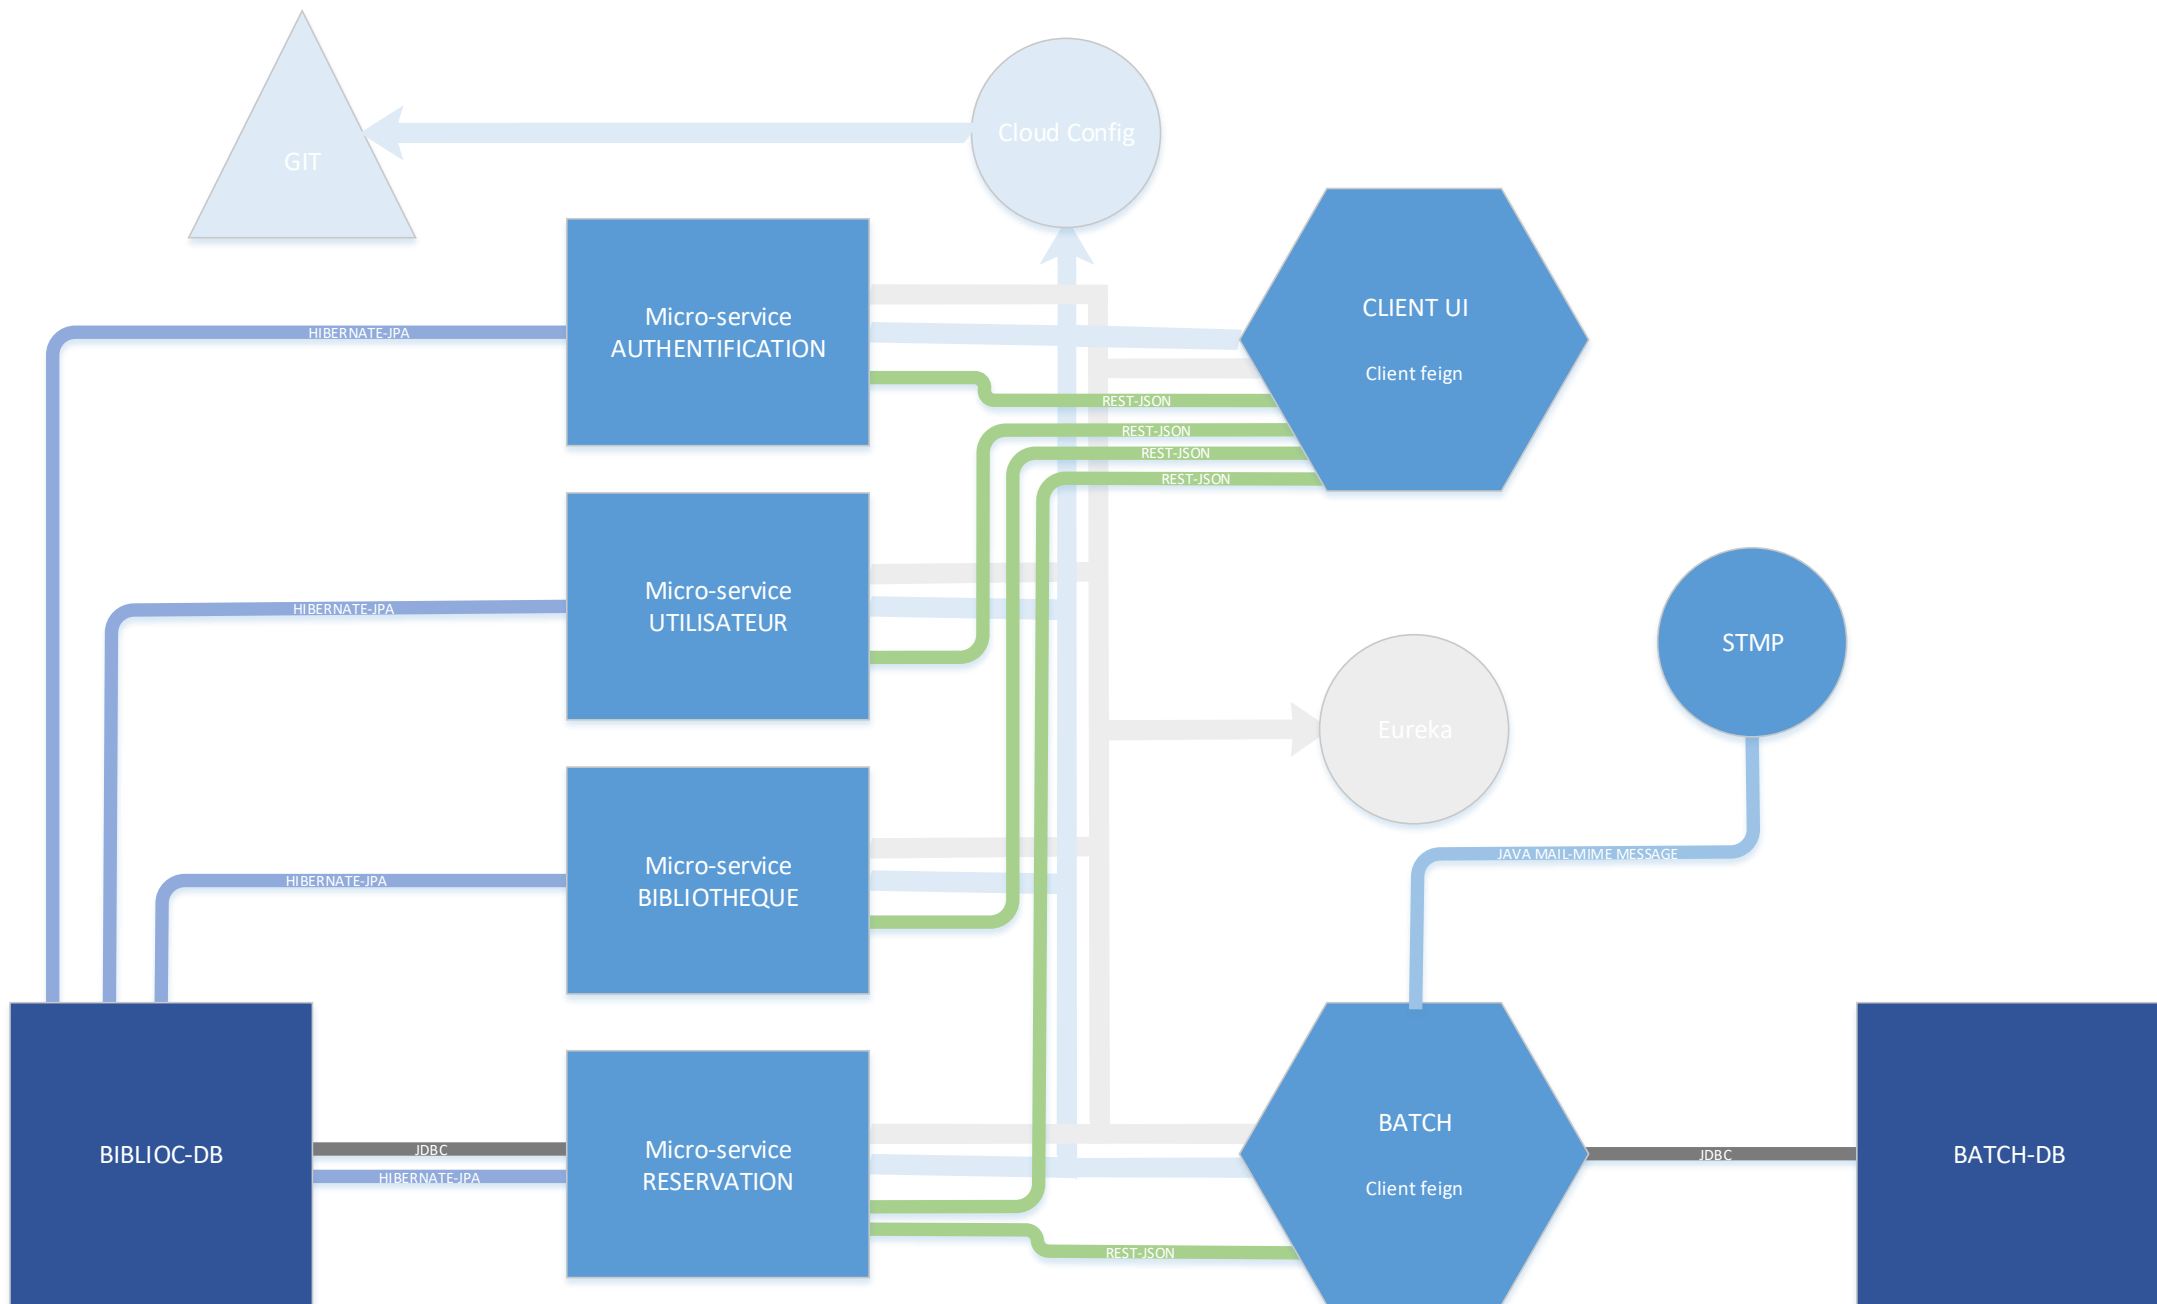 Cloud Config
GIT
Micro-service
AUTHENTIFICATION
CLIENT UI
Client feign
HIBERNATE-JPA
REST-JSON
REST-JSON
REST-JSON
REST-JSON
Micro-service
UTILISATEUR
HIBERNATE-JPA
STMP
Eureka
Micro-service
BIBLIOTHEQUE
HIBERNATE-JPA
JAVA MAIL-MIME MESSAGE
BIBLIOC-DB
JDBC
HIBERNATE-JPA
Micro-service
RESERVATION
BATCH
Client feign
JDBC
BATCH-DB
REST-JSON